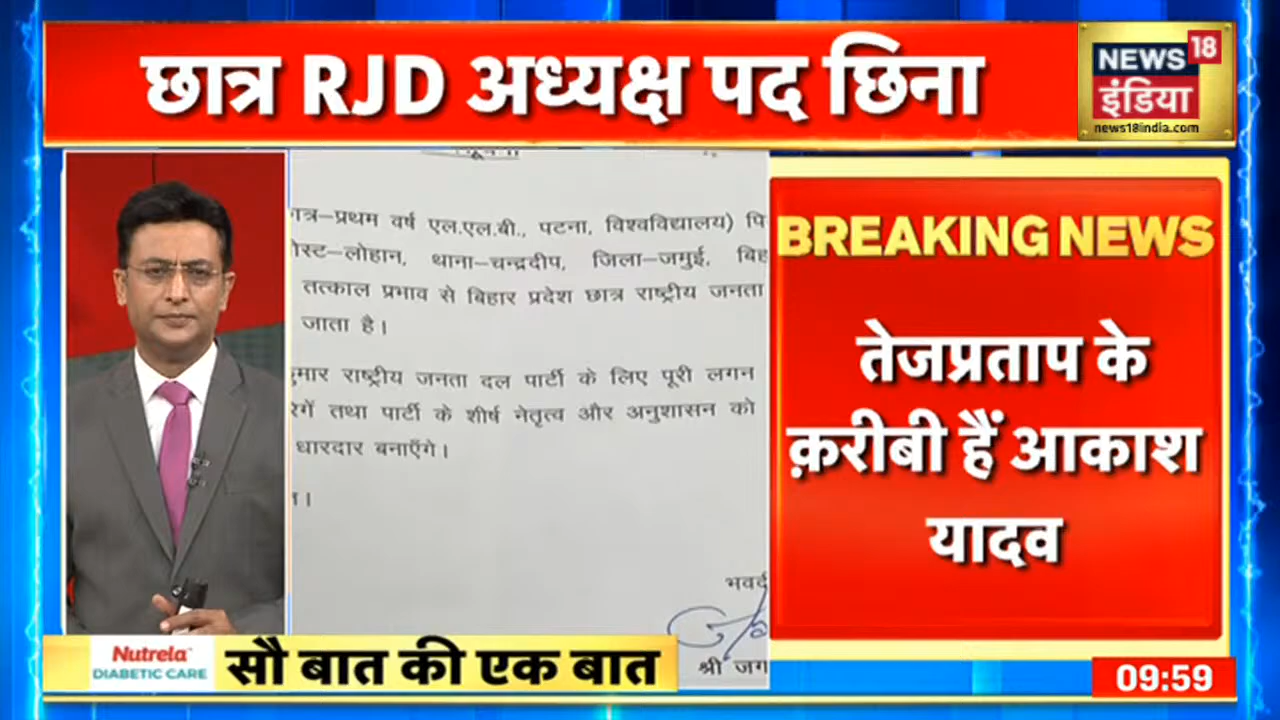 छात्र RJD अध्यक्ष पद छिना
NEWS 18
इंडिया
news18india.com
BREAKING NEWS
तेजप्रताप के
क़रीबी हैं आकाश
यादव
प्रथम वर्ष एल.एल.बी., पटना, विश्वविद्यालय)
लोहान, थाना-चन्द्रदीप, जिला-जमुई,
तत्काल प्रभाव से बिहार प्रदेश छात्र राष्ट्रीय जनता
जाता है।
राष्ट्रीय जनता दल पार्टी के लिए पूरी लगन
तथा पार्टी के शीर्ष नेतृत्व और अनुशासन को
धारदार बनाएँगे।
श्री
Nutrela
DIABETIC CARE
सौ बात की एक बात
09:59